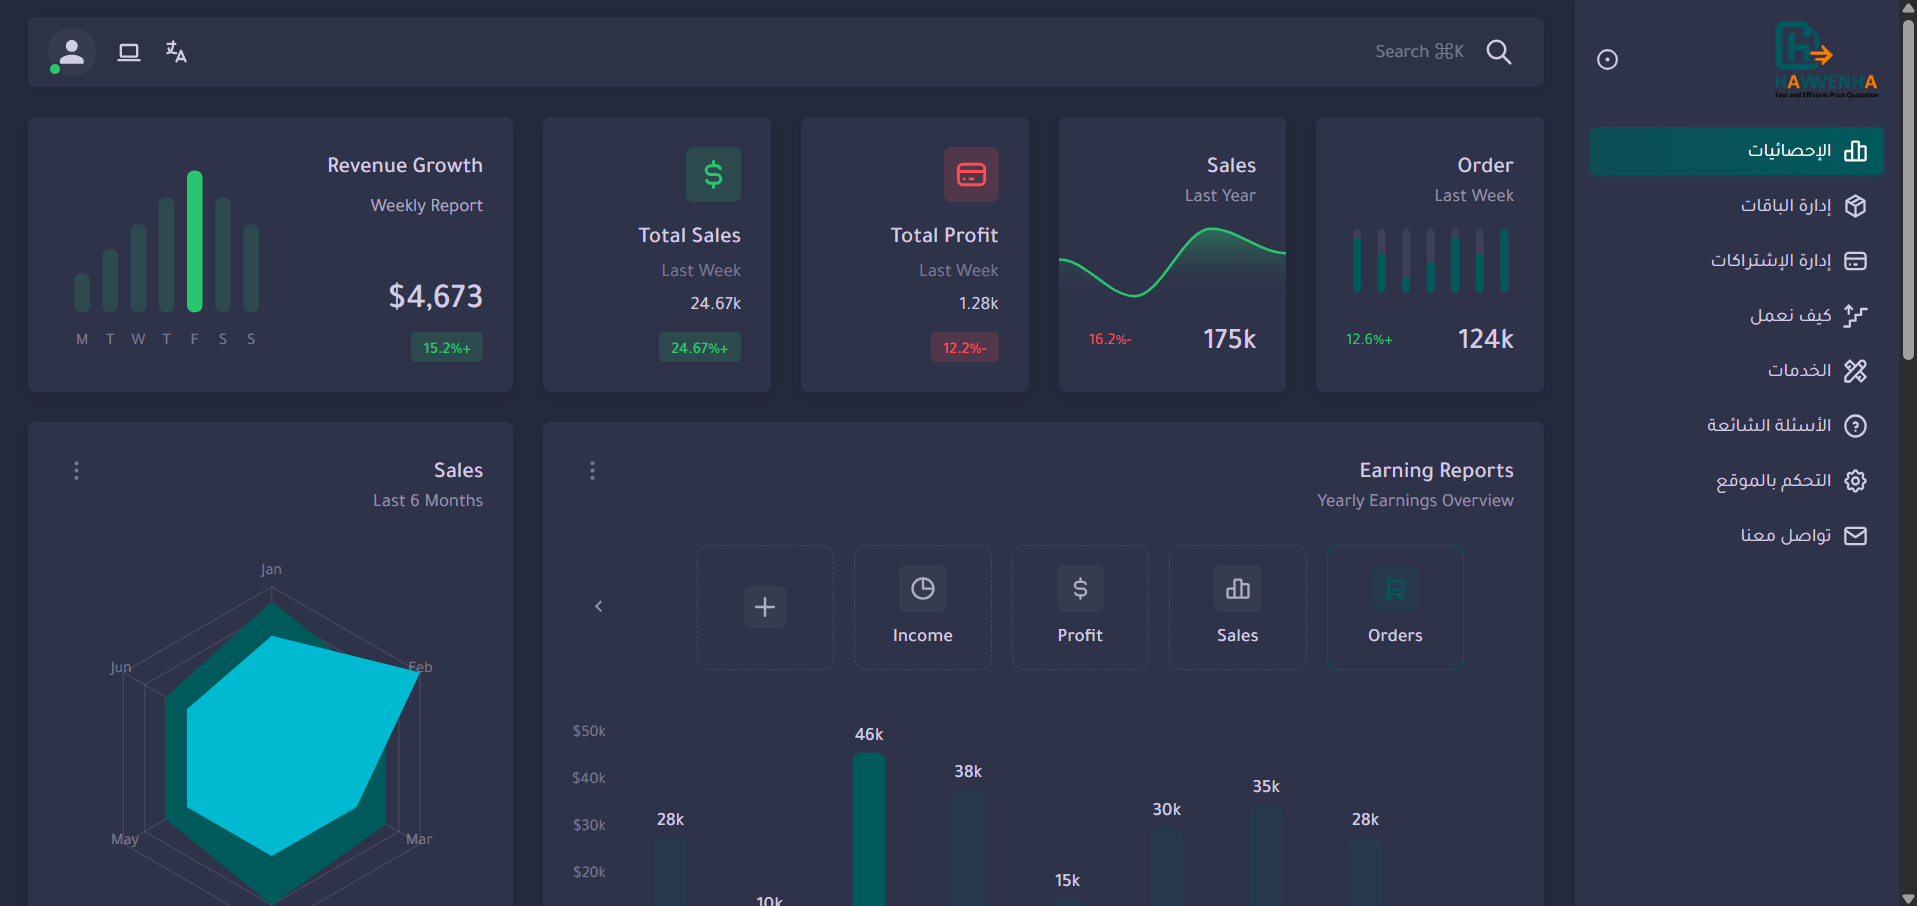 Search ⌘K
HAWWENHA
Fast and Efficient Price Quotation
الإحصائيات
إدارة الباقات
إدارة الإشتراكات
كيف نعمل
الخدمات
الأسئلة الشائعة
التحكم بالموقع
تواصل معنا
Revenue Growth
Weekly Report
$4,673
15.2%+
M T W T F S S
Total Sales
Last Week
24.67k
24.67%+
Total Profit
Last Week
1.28k
12.2%-
Sales
Last Year
16.2%- 175k
Order
Last Week
12.6%+ 124k
Sales
Last 6 Months
Jan
Jun Feb
May Mar
Earning Reports
Yearly Earnings Overview
Income
Profit
Sales
Orders
$50k
$40k
$30k
$20k
28k
10k
46k
38k
15k
30k
35k
28k